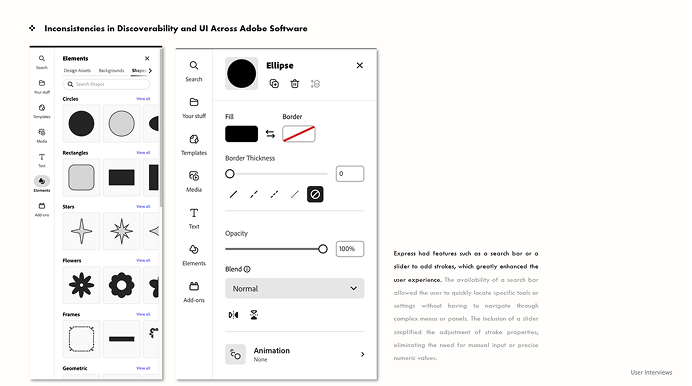 ❖ Inconsistencies in Discoverability and UI Across Adobe Software
Search
Your stuff
Templates
Media
Text
Elements
Add-ons
Elements
Design Assets Backgrounds Shapes
Search Shapes
Circles View all
Rectangles View all
Stars View all
Flowers View all
Frames View all
Geometric View all
Search
Your stuff
Templates
Media
Text
Elements
Add-ons
Ellipse
Fill Border
Border Thickness
0
Opacity
100%
Blend
Normal
Animation
None
Express had features such as a search bar or a
slider to add strokes, which greatly enhanced the
user experience. The availability of a search bar
allowed the user to quickly locate specific tools or
settings without having to navigate through
complex menus or panels. The inclusion of a slider
simplified the adjustment of stroke properties,
eliminating the need for manual input or precise
numeric values.
User Interviews